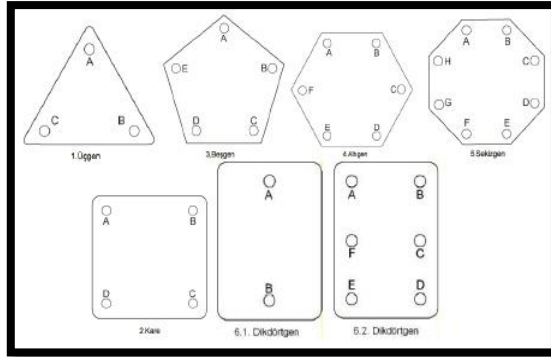 A
C
B
1.Üçgen
A
E
B
D
C
3.Beşgen
A
B
F
C
E
D
4.Altıgen
A
B
H
C
G
D
F
E
5.Sekizgen
A
B
D
C
2.Kare
A
B
6.1. Dikdörtgen
A
B
F
C
E
D
6.2. Dikdörtgen